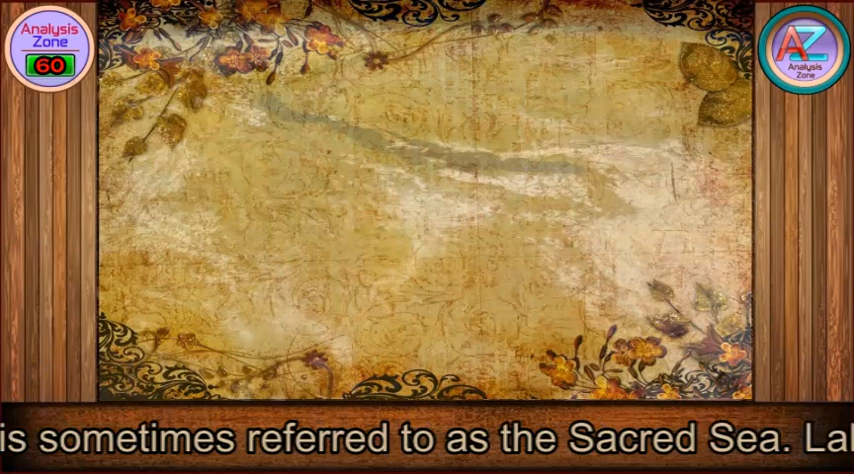 Analysis
Zone
60
AZ
Analysis
Zone
is sometimes referred to as the Sacred Sea.